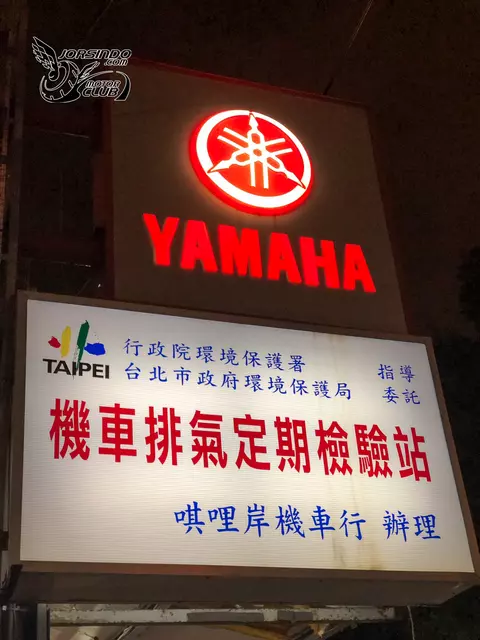 JORSINDO
.COM
MOTOR
CLUB
YAMAHA
TAIPEI
行政院環境保護署 指導
台北市政府環境保護局 委託
機車排氣定期檢驗站
唭哩岸機車行 辦理